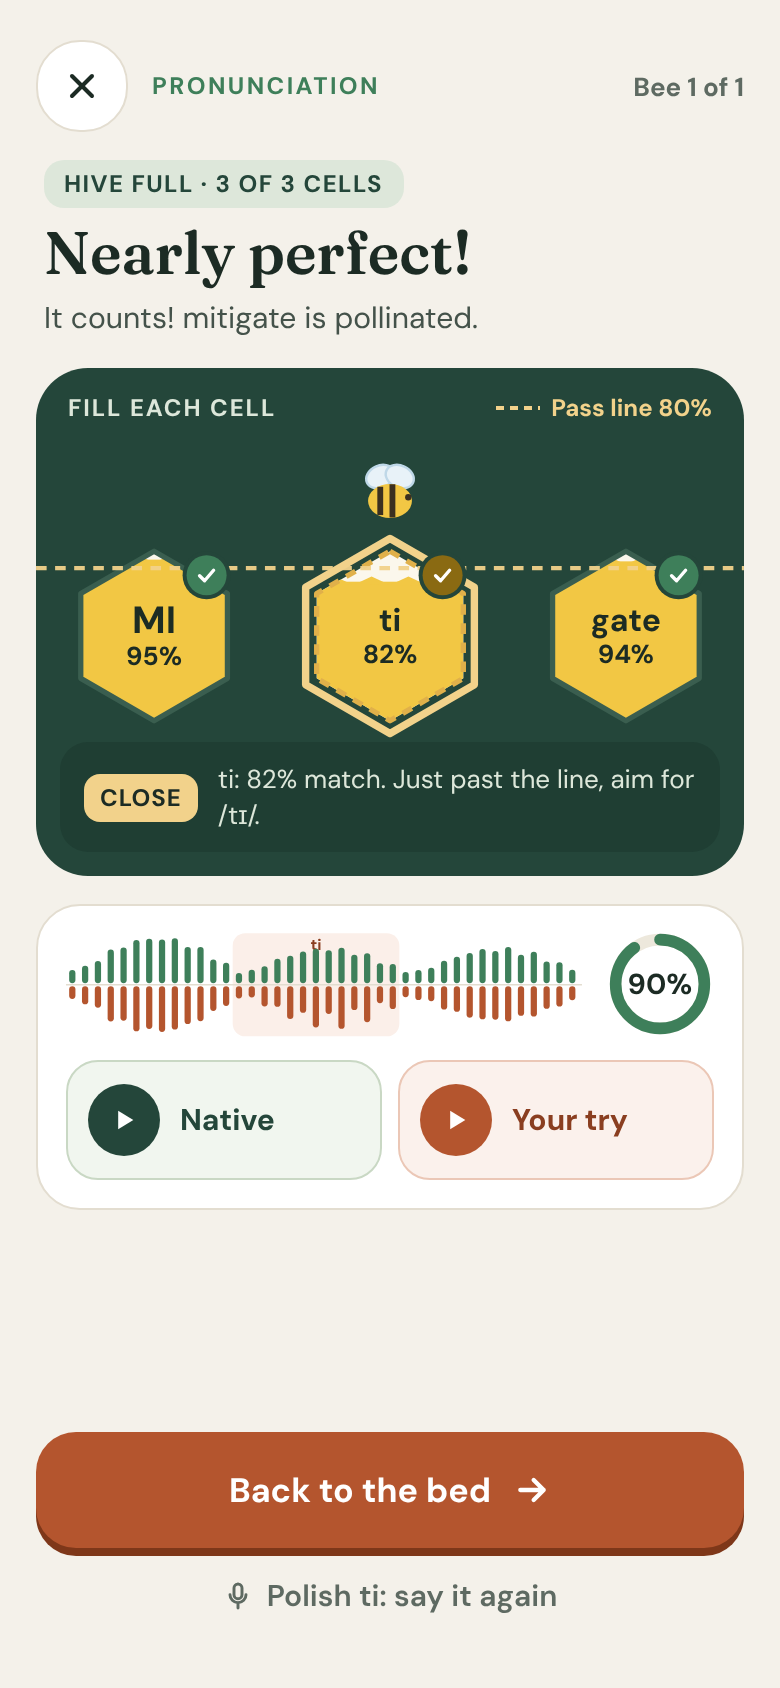 PRONUNCIATION
Bee 1 of 1
HIVE FULL · 3 OF 3 CELLS
Nearly perfect!
It counts! mitigate is pollinated.
FILL EACH CELL
Pass line 80%
MI
95%
ti
82%
gate
94%
CLOSE
ti: 82% match. Just past the line, aim for
/tɪ/.
ti
90%
Native
Your try
Back to the bed →
Polish ti: say it again